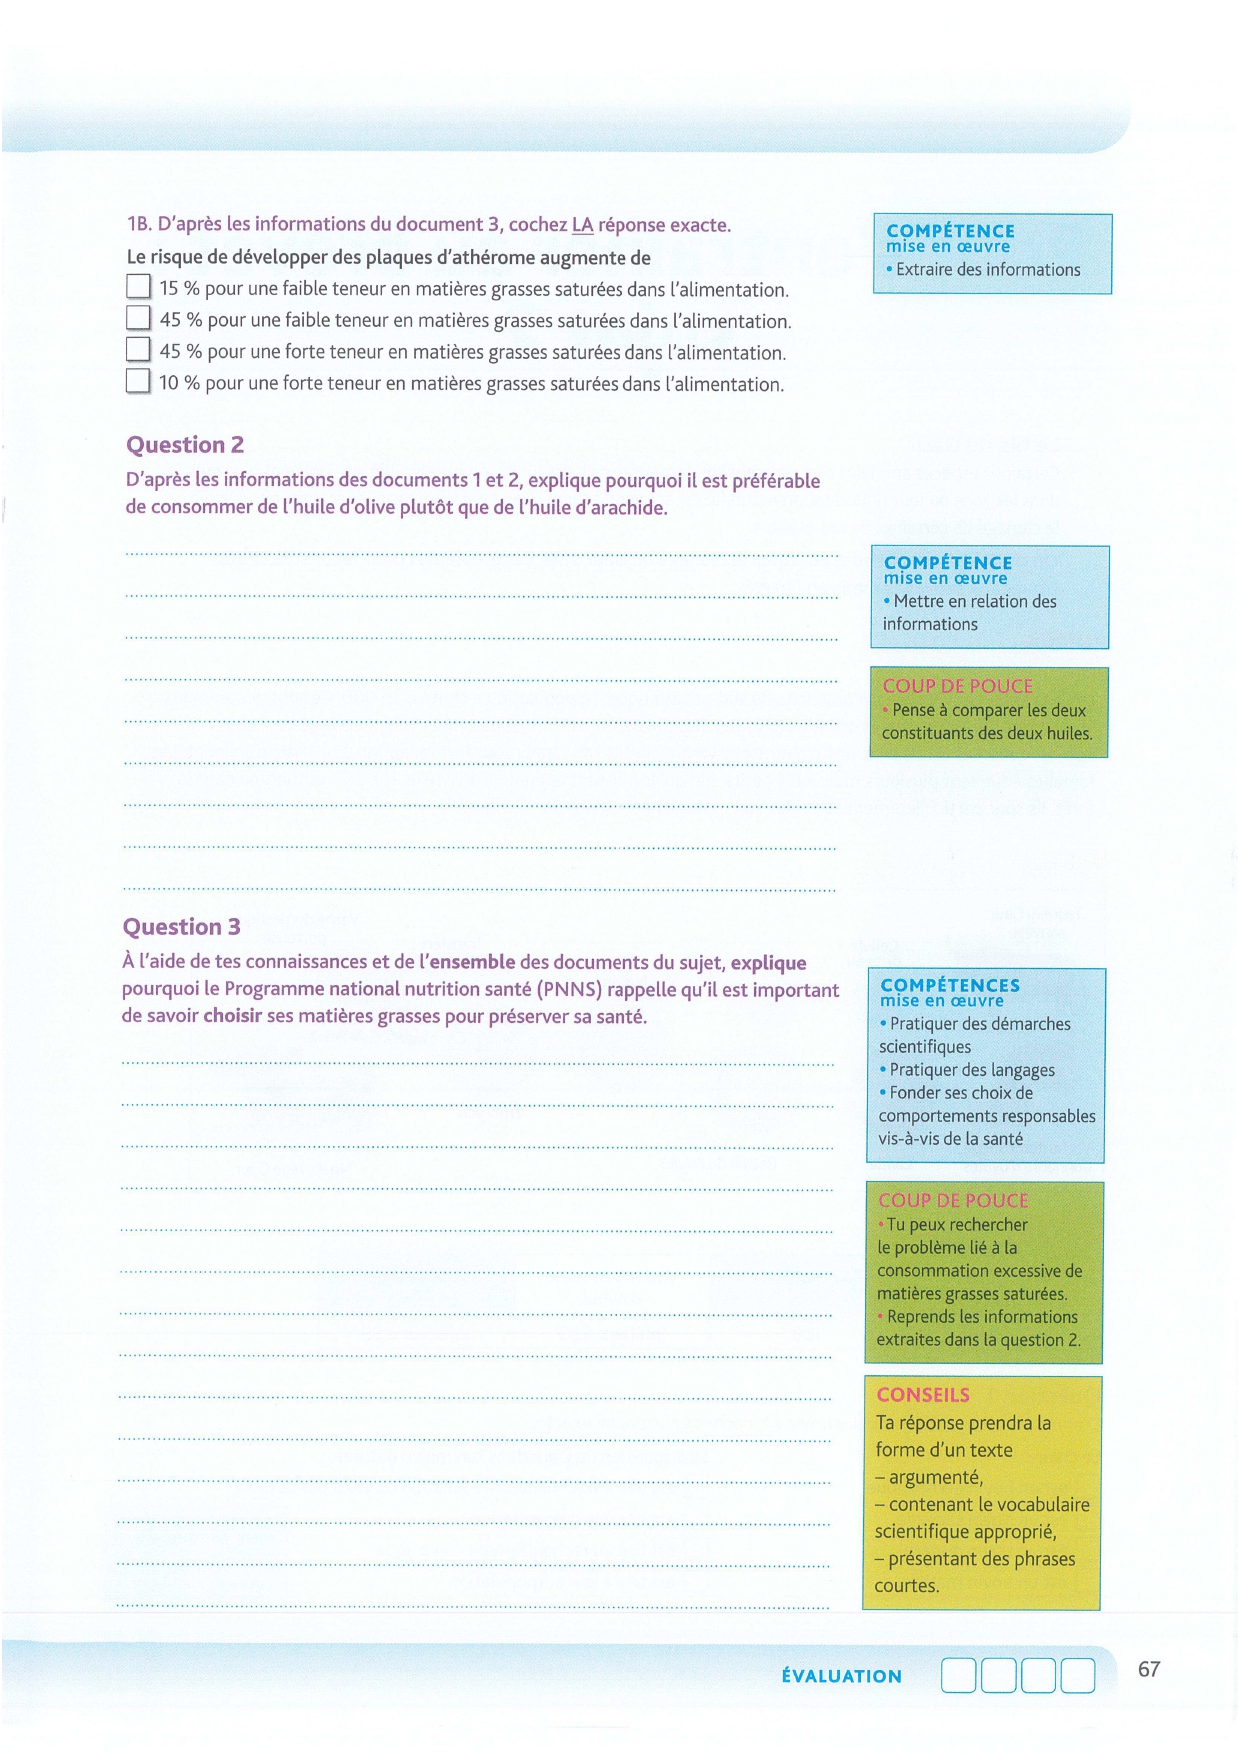 1B. D'après les informations du document 3, cochez LA réponse exacte.
Le risque de développer des plaques d'athérome augmente de
15 % pour une faible teneur en matières grasses saturées dans l'alimentation.
45 % pour une faible teneur en matières grasses saturées dans l'alimentation.
45 % pour une forte teneur en matières grasses saturées dans l'alimentation.
10 % pour une forte teneur en matières grasses saturées dans l'alimentation.
COMPÉTENCE
mise en œuvre
• Extraire des informations
Question 2
D'après les informations des documents 1 et 2, explique pourquoi il est préférable
de consommer de l'huile d'olive plutôt que de l'huile d'arachide.
COMPÉTENCE
mise en œuvre
• Mettre en relation des
informations
COUP DE POUCE
• Pense à comparer les deux
constituants des deux huiles.
Question 3
À l'aide de tes connaissances et de l'ensemble des documents du sujet, explique
pourquoi le Programme national nutrition santé (PNNS) rappelle qu'il est important
de savoir choisir ses matières grasses pour préserver sa santé.
COMPÉTENCES
mise en œuvre
• Pratiquer des démarches
scientifiques
• Pratiquer des langages
• Fonder ses choix de
comportements responsables
vis-à-vis de la santé
COUP DE POUCE
• Tu peux rechercher
le problème lié à la
consommation excessive de
matières grasses saturées.
• Reprends les informations
extraites dans la question 2.
CONSEILS
Ta réponse prendra la
forme d'un texte
– argumenté,
– contenant le vocabulaire
scientifique approprié,
– présentant des phrases
courtes.
ÉVALUATION
67